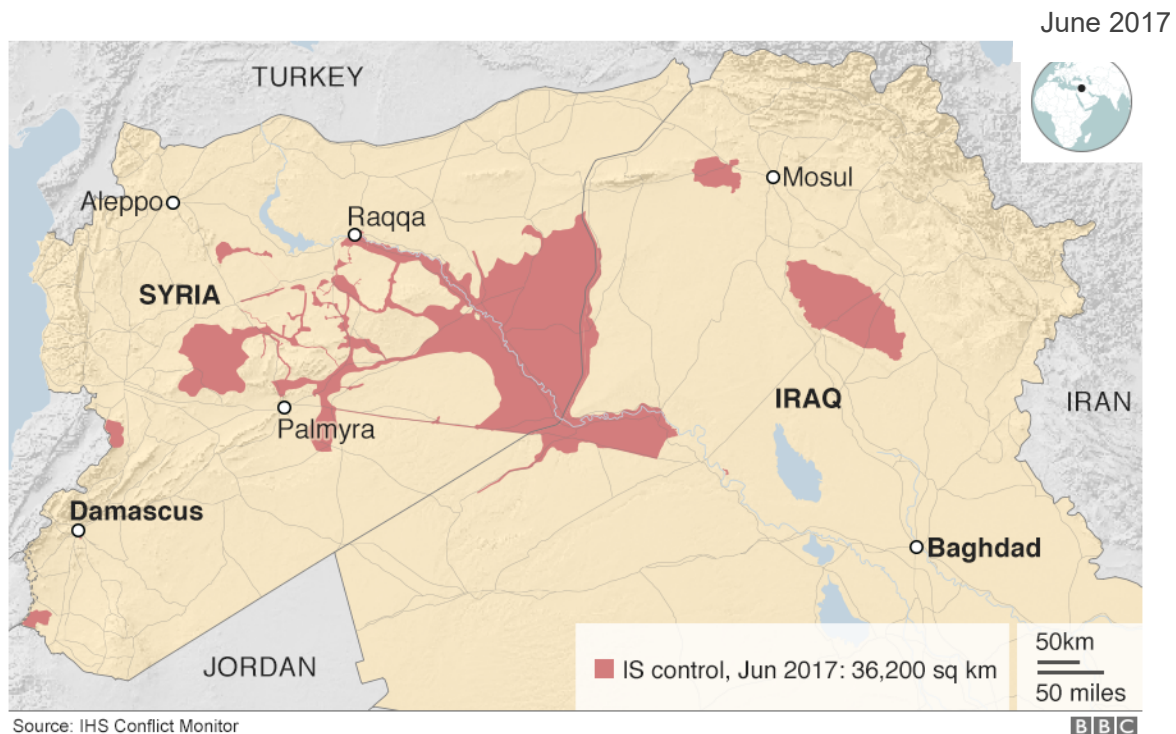 June 2017
TURKEY
Mosul
Aleppo
Raqqa
SYRIA
IRAQ
IRAN
Palmyra
Damascus
Baghdad
JORDAN
IS control, Jun 2017: 36,200 sq km
50km
50 miles
Source: IHS Conflict Monitor
BBC